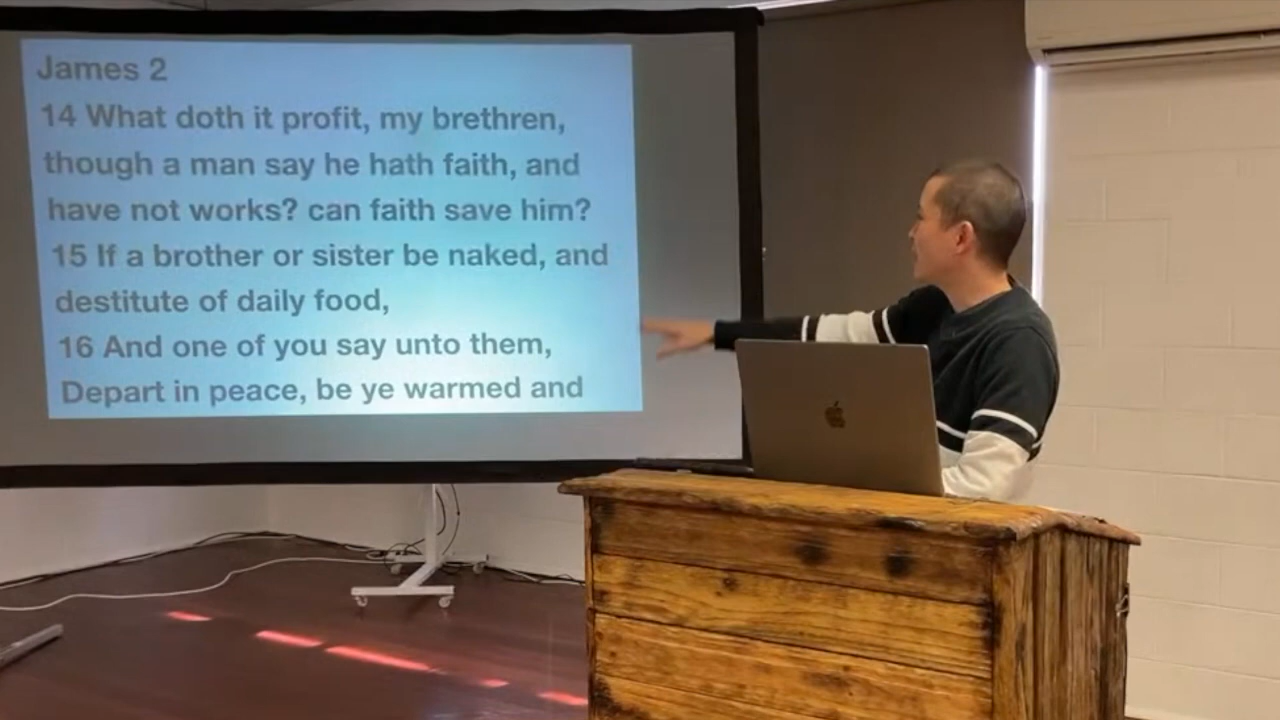 James 2
14 What doth it profit, my brethren,
though a man say he hath faith, and
have not works? can faith save him?
15 If a brother or sister be naked, and
destitute of daily food,
16 And one of you say unto them,
Depart in peace, be ye warmed and